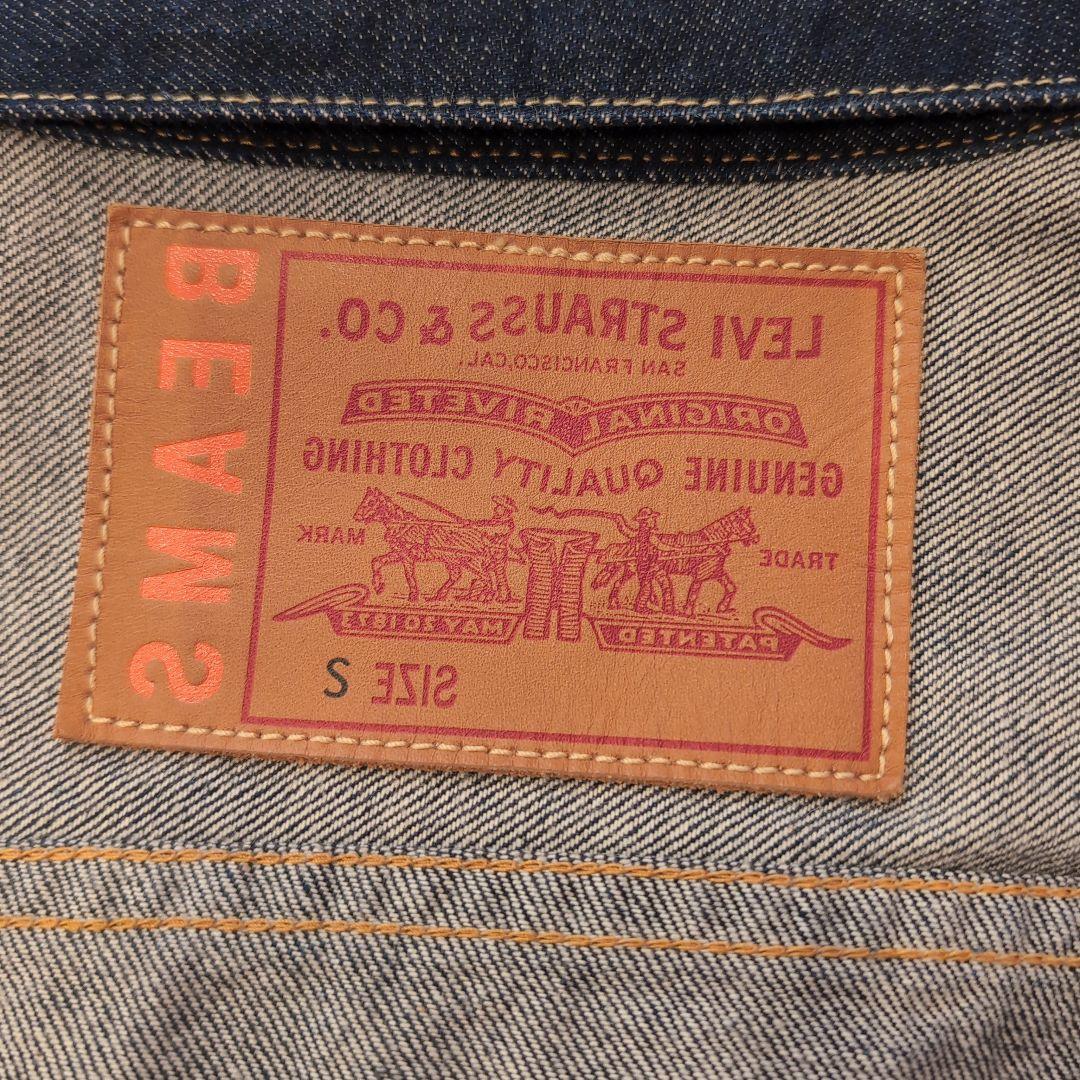 LEVI STRAUSS & CO.
SAN FRANCISCO, CAL.
ORIGINAL RIVETED
GENUINE QUALITY CLOTHING
TRADE MARK
PATENTED MAY 20 1873
SIZE S
BEAMS